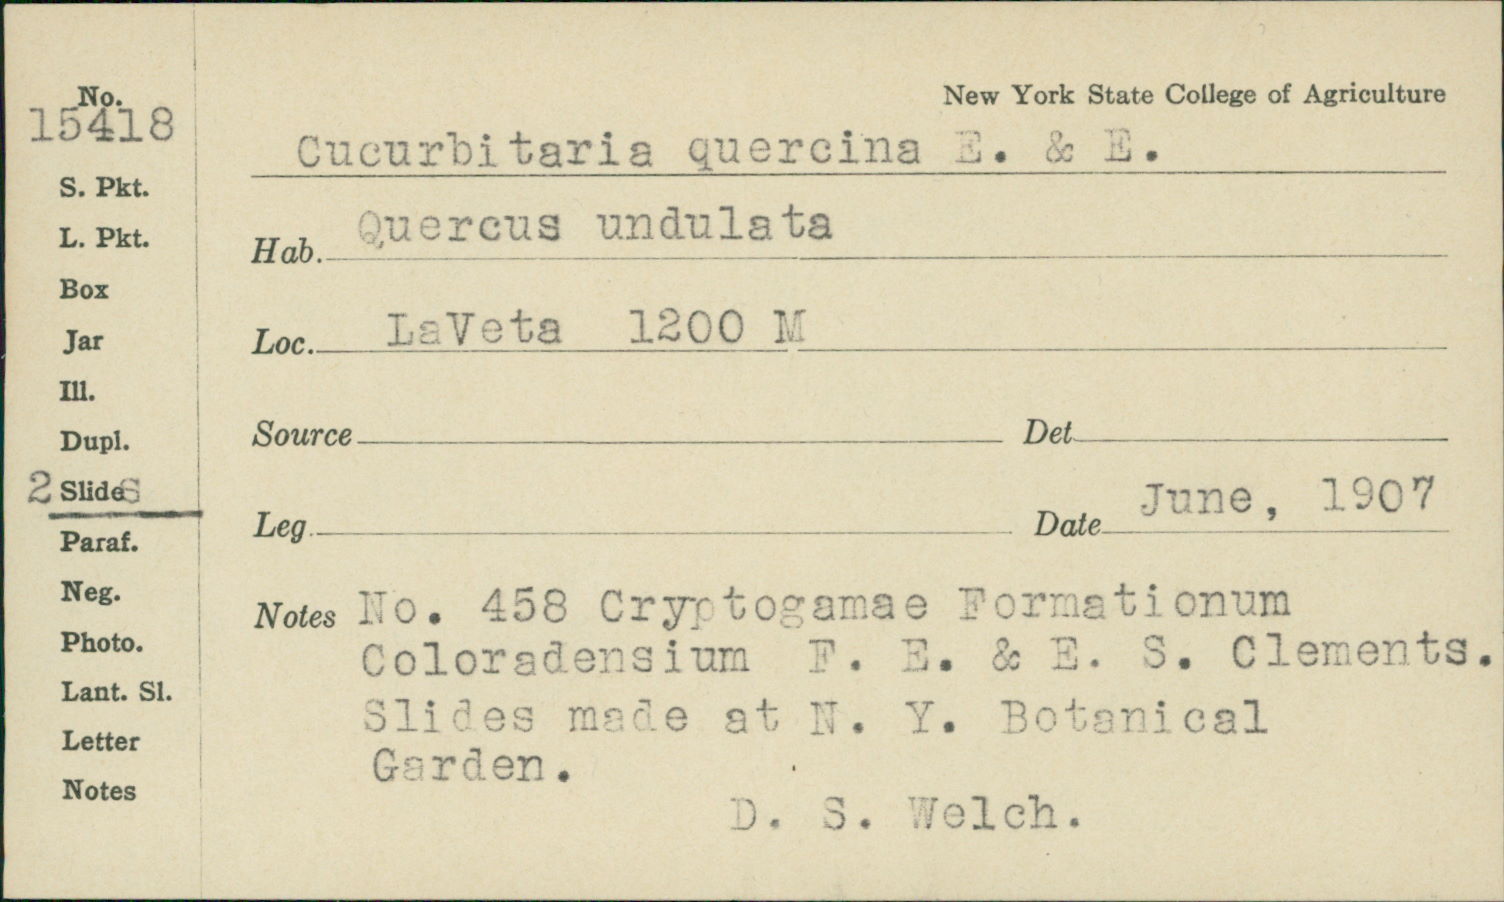 New York State College of Agriculture
No.
15418
Cucurbitaria quercina E. & E.
S. Pkt.
L. Pkt.
Box
Jar
Ill.
Dupl.
2 Slides
Paraf.
Neg.
Photo.
Lant. Sl.
Letter
Notes
Hab. Quercus undulata
Loc. LaVeta 1200 M
Source
Det
Leg
Date June, 1907
Notes No. 458 Cryptogamae Formationum
Coloradensium F. E. & E. S. Clements.
Slides made at N. Y. Botanical
Garden.
D. S. Welch.